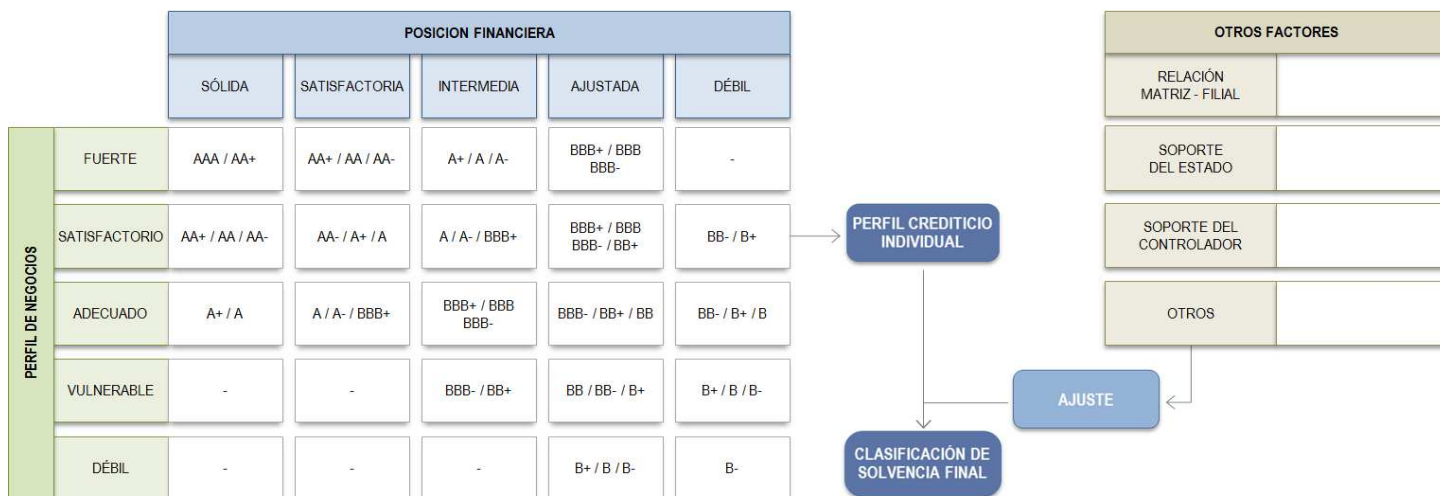 POSICION FINANCIERA
SÓLIDA
SATISFACTORIA
INTERMEDIA
AJUSTADA
DÉBIL
PERFIL DE NEGOCIOS
FUERTE
AAA / AA+
AA+ / AA / AA-
A+ / A / A-
BBB+ / BBB
BBB-
-
SATISFACTORIO
AA+ / AA / AA-
AA- / A+ / A
A / A- / BBB+
BBB+ / BBB
BBB- / BB+
BB- / B+
ADECUADO
A+ / A
A / A- / BBB+
BBB+ / BBB
BBB-
BBB- / BB+ / BB
BB- / B+ / B
VULNERABLE
-
-
BBB- / BB+
BB / BB- / B+
B+ / B / B-
DÉBIL
-
-
-
B+ / B / B-
B-
PERFIL CREDITICIO
INDIVIDUAL
OTROS FACTORES
RELACIÓN
MATRIZ - FILIAL
SOPORTE
DEL ESTADO
SOPORTE DEL
CONTROLADOR
OTROS
AJUSTE
CLASIFICACIÓN DE
SOLVENCIA FINAL